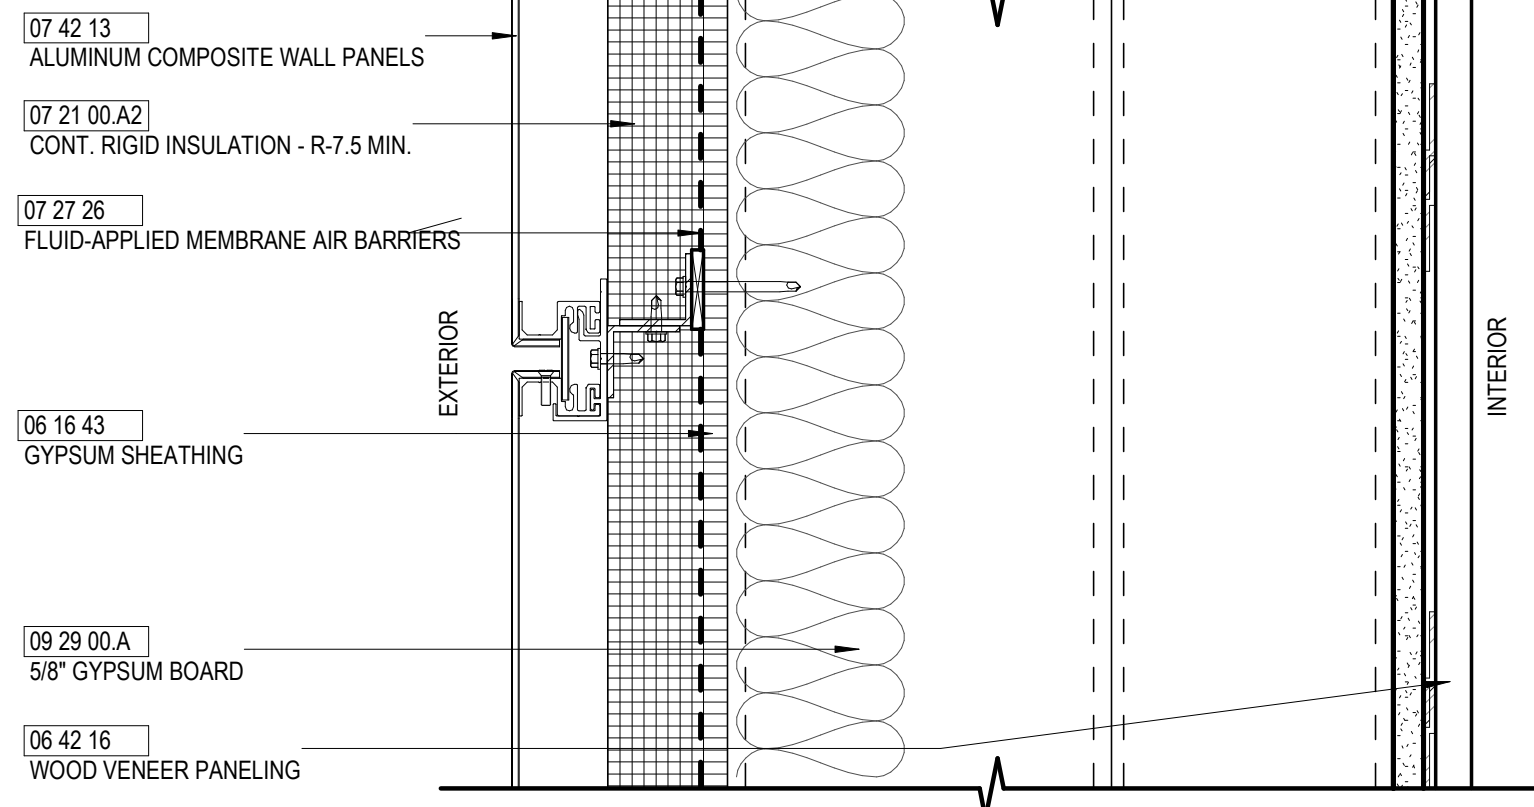 07 42 13
ALUMINUM COMPOSITE WALL PANELS
07 21 00.A2
CONT. RIGID INSULATION - R-7.5 MIN.
07 27 26
FLUID-APPLIED MEMBRANE AIR BARRIERS
EXTERIOR
INTERIOR
06 16 43
GYPSUM SHEATHING
09 29 00.A
5/8" GYPSUM BOARD
06 42 16
WOOD VENEER PANELING